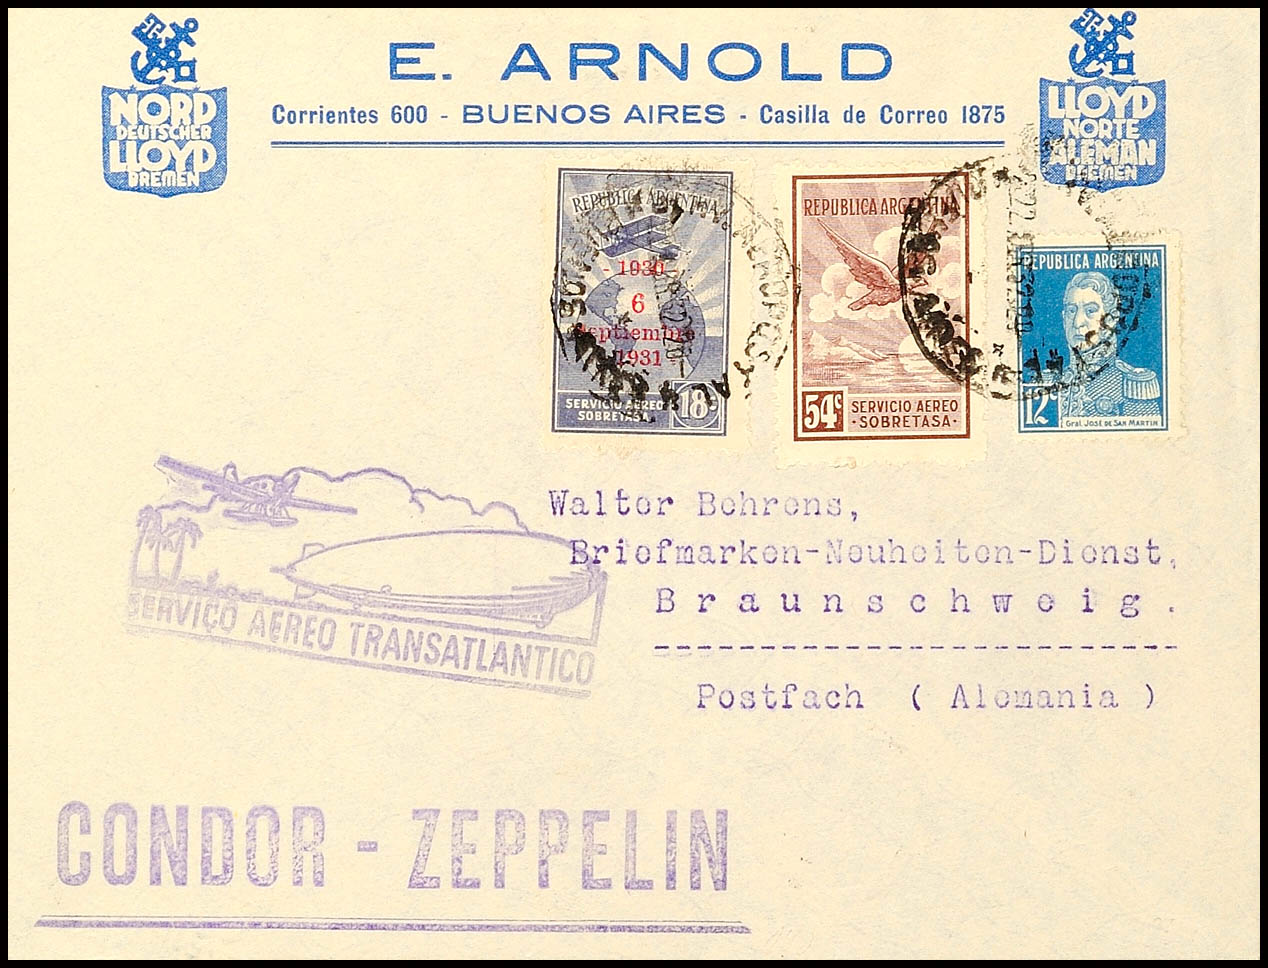 E. ARNOLD
Corrientes 600 - BUENOS AIRES - Casilla de Correo 1875
NORD
DEUTSCHER
LLOYD
BREMEN
LLOYD
NORTE
ALEMAN
BREMEN
REPUBLICA ARGENTINA
- 1930
6
Septiembre
1931
SERVICIO AEREO
SOBRETASA
18c
REPUBLICA ARGENTINA
54c
SERVICIO AEREO
·SOBRETASA·
REPUBLICA ARGENTINA
12c
Gral. José de San Martin
AEROPOSTAL
Walter Behrens,
Briefmarken-Neuheiten-Dienst,
Braunschweig.
Postfach ( Alemania )
SERVIÇO AEREO TRANSATLANTICO
CONDOR - ZEPPELIN